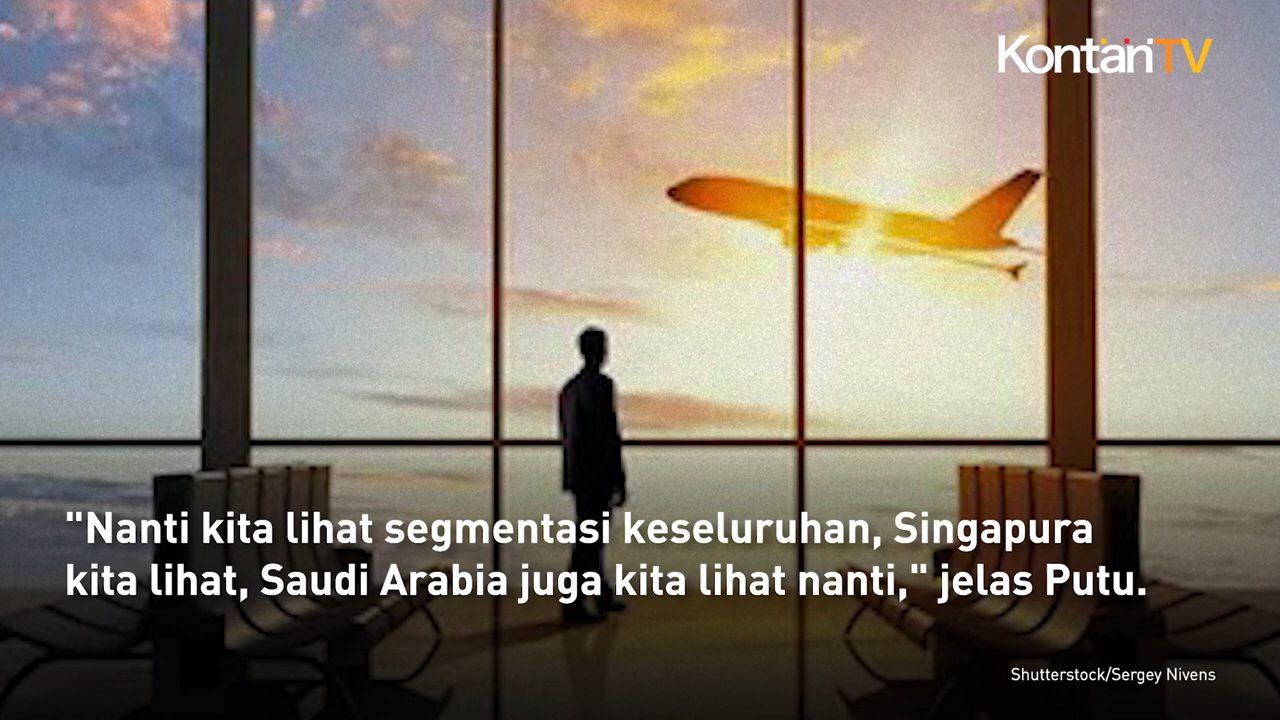 KontanTV
"Nanti kita lihat segmentasi keseluruhan, Singapura
kita lihat, Saudi Arabia juga kita lihat nanti," jelas Putu.
Shutterstock/Sergey Nivens